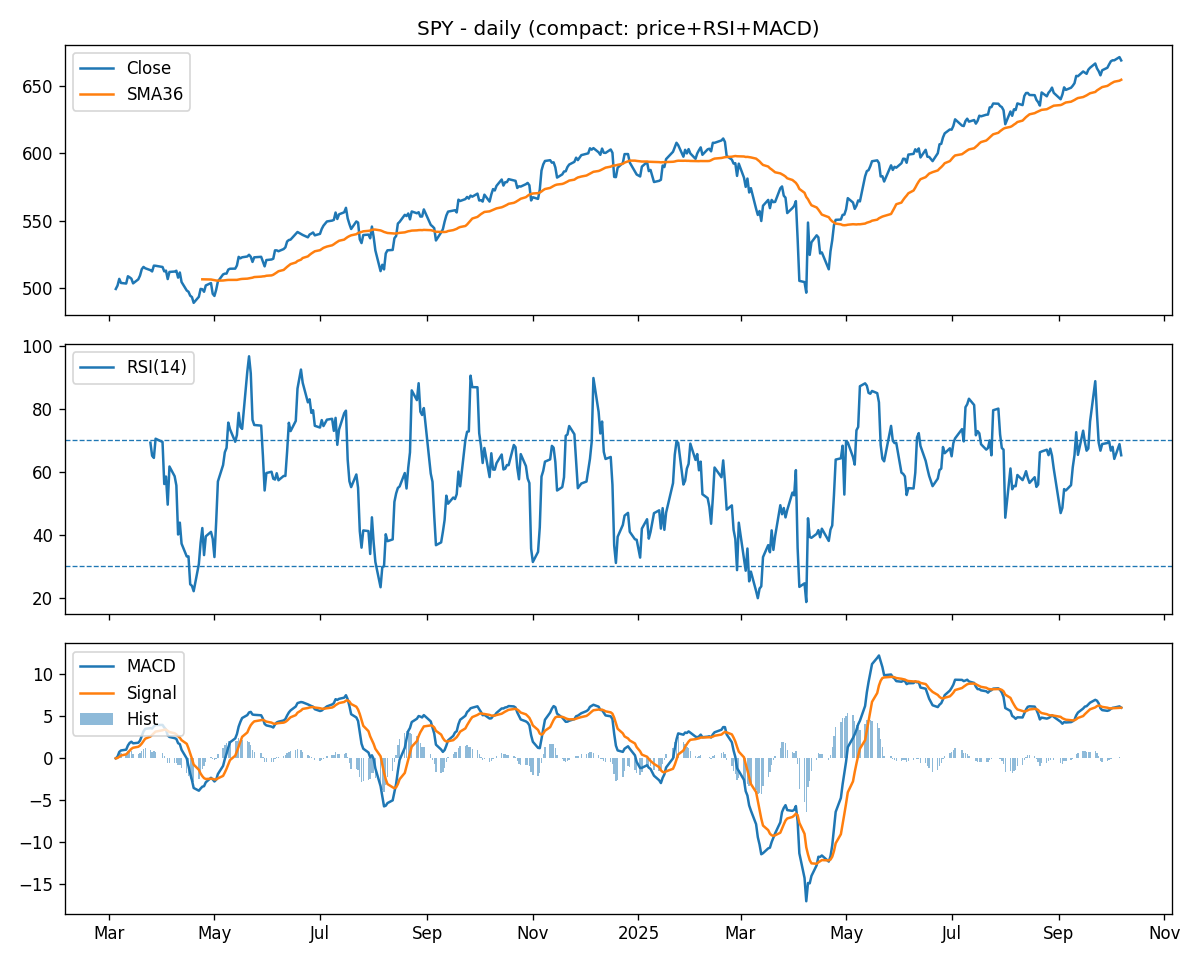 SPY - daily (compact: price+RSI+MACD)
Close
SMA36
650
600
550
500
RSI(14)
100
80
60
40
20
MACD
Signal
Hist
10
5
0
−5
−10
−15
Mar May Jul Sep Nov 2025 Mar May Jul Sep Nov